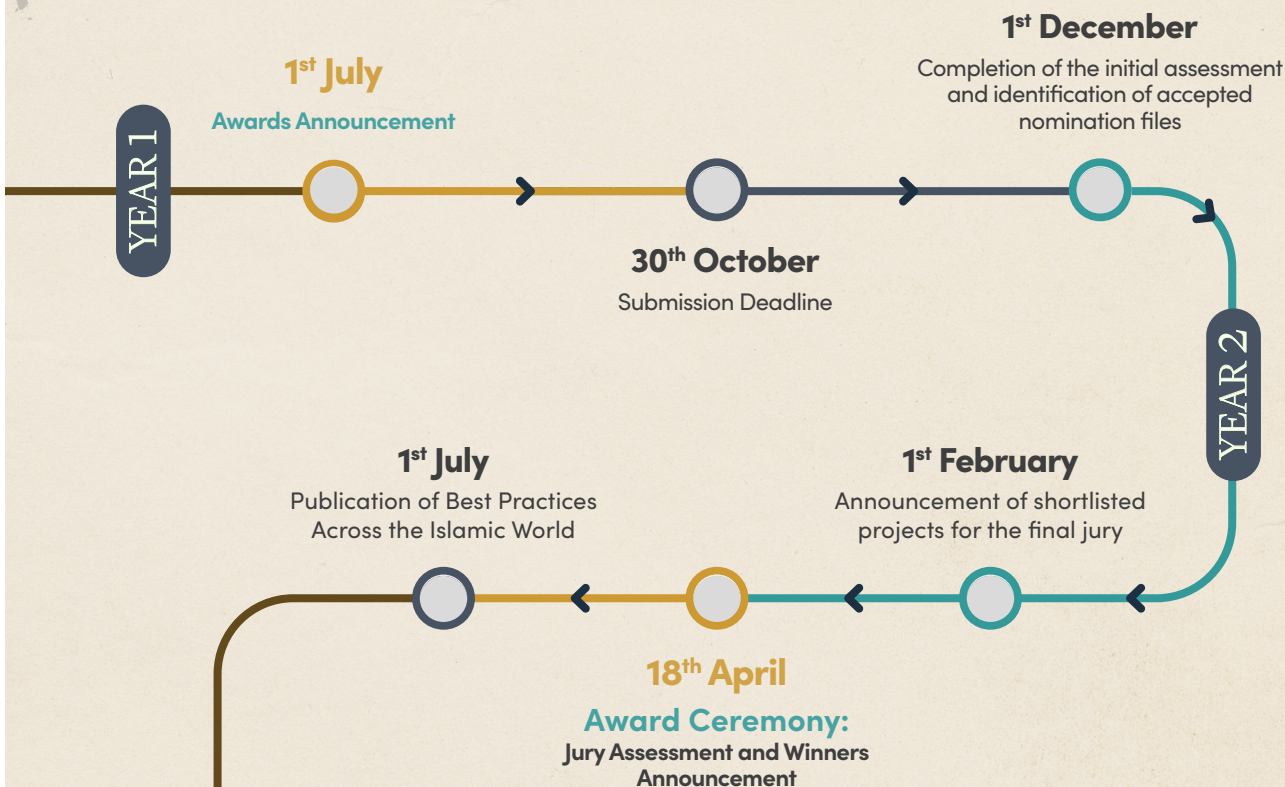 YEAR 1
1st July
Awards Announcement
30th October
Submission Deadline
1st December
Completion of the initial assessment
and identification of accepted
nomination files
YEAR 2
1st February
Announcement of shortlisted
projects for the final jury
18th April
Award Ceremony:
Jury Assessment and Winners
Announcement
1st July
Publication of Best Practices
Across the Islamic World